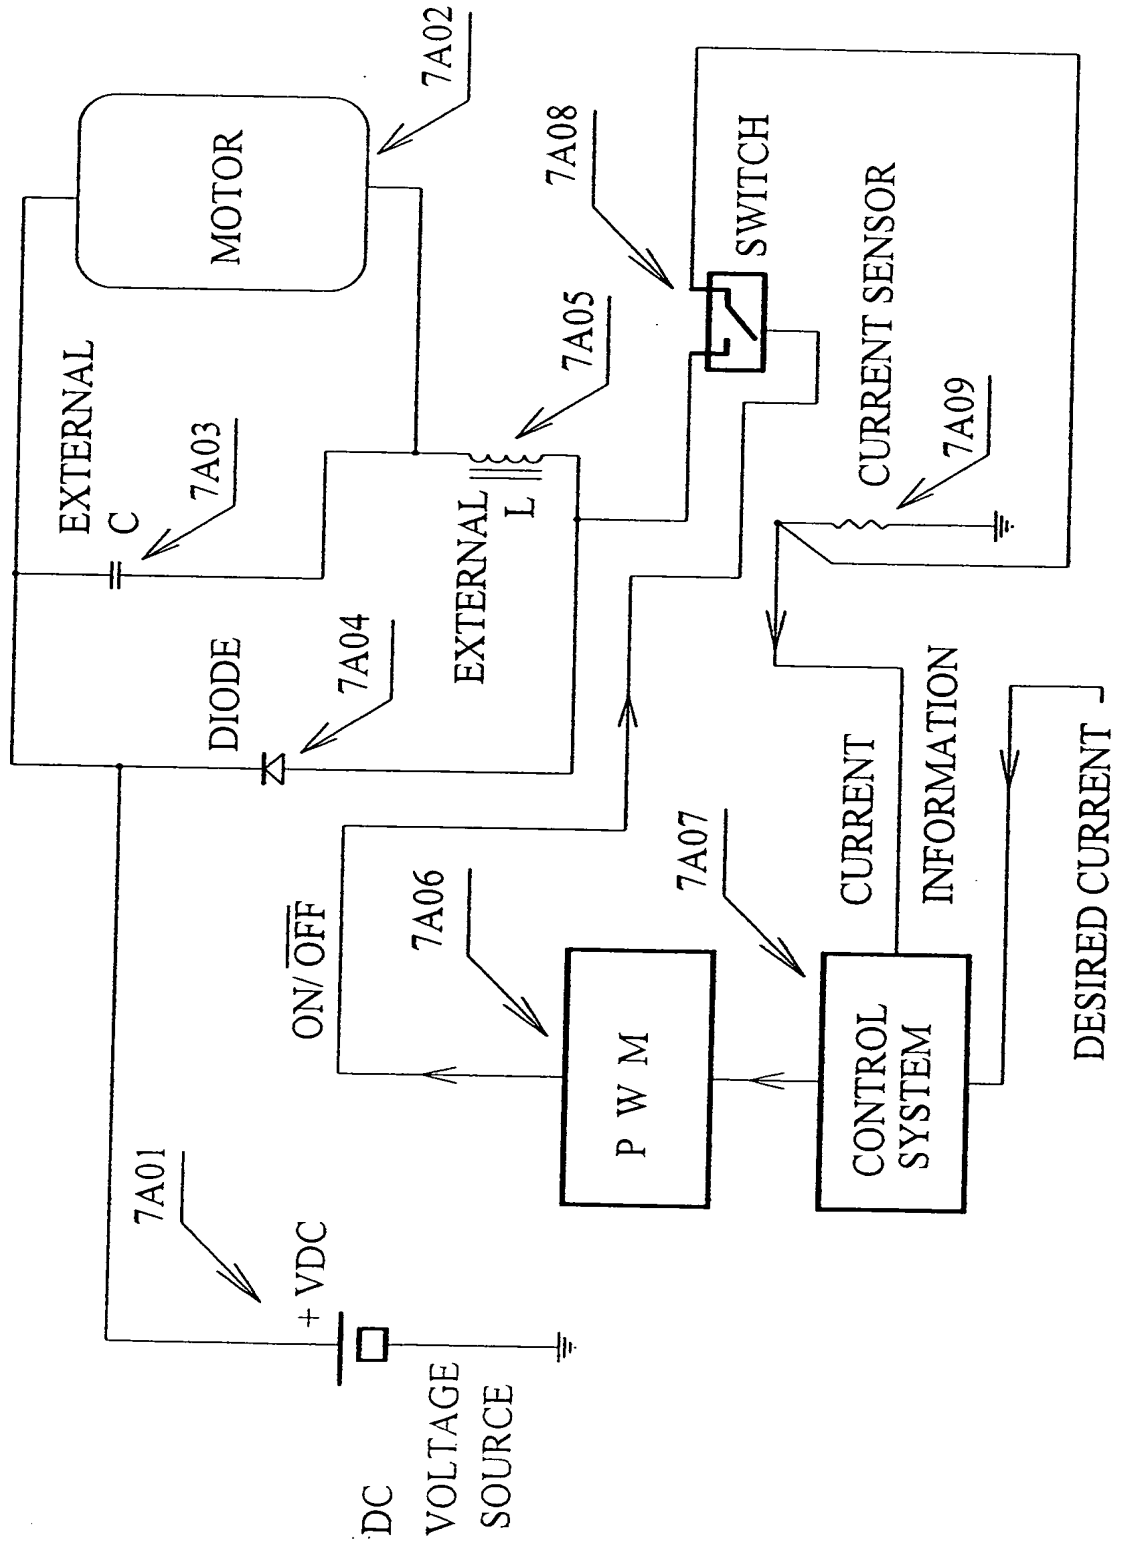 7A01
DC
VOLTAGE
SOURCE
+ VDC
ON/ OFF
P W M
7A06
CONTROL
SYSTEM
7A07
CURRENT
INFORMATION
DESIRED CURRENT
DIODE
7A04
EXTERNAL
C
7A03
EXTERNAL
L
7A05
MOTOR
7A02
7A08
SWITCH
CURRENT SENSOR
7A09